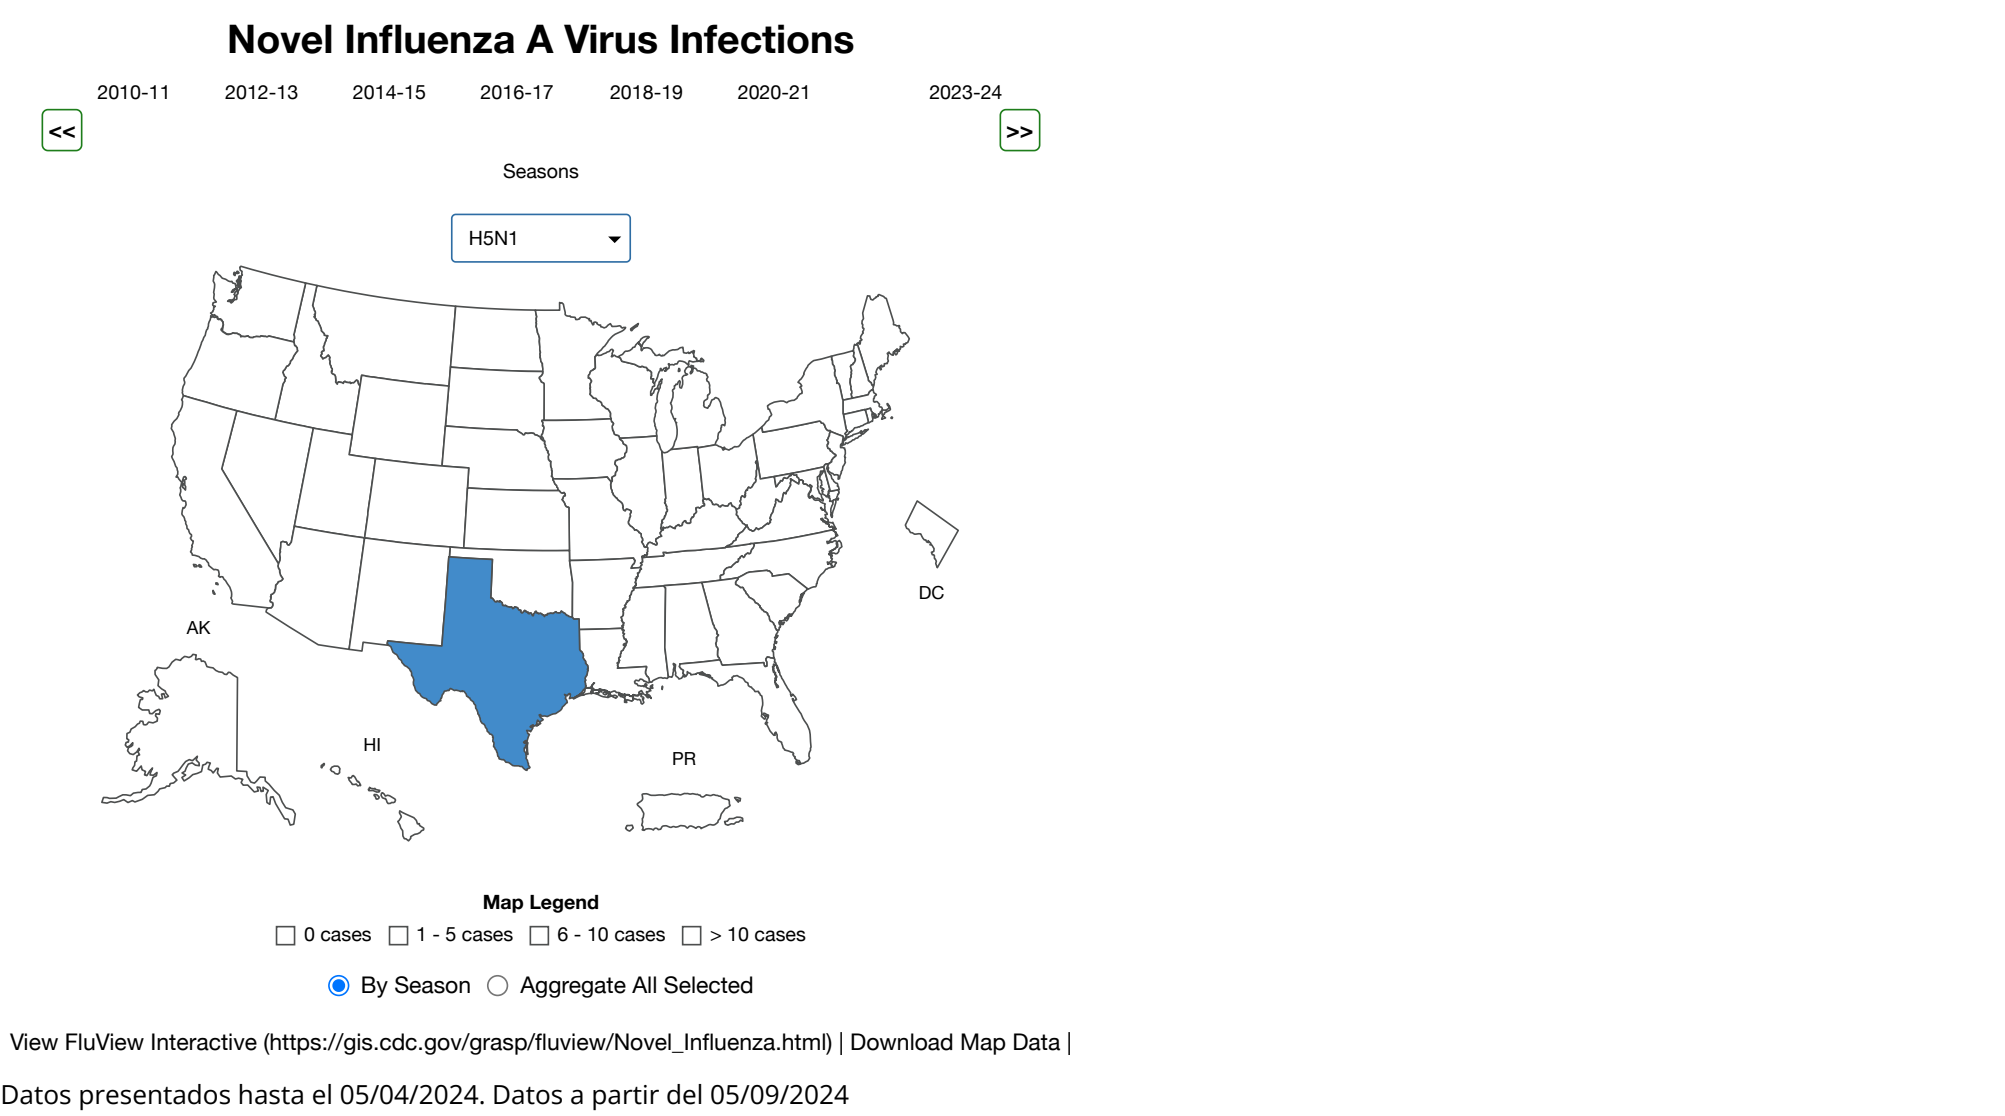 Novel Influenza A Virus Infections
2010-11 2012-13 2014-15 2016-17 2018-19 2020-21 2023-24
<< >>
Seasons
H5N1
DC
AK
HI
PR
Map Legend
0 cases 1 - 5 cases 6 - 10 cases > 10 cases
By Season Aggregate All Selected
View FluView Interactive (https://gis.cdc.gov/grasp/fluview/Novel_Influenza.html) | Download Map Data |
Datos presentados hasta el 05/04/2024. Datos a partir del 05/09/2024